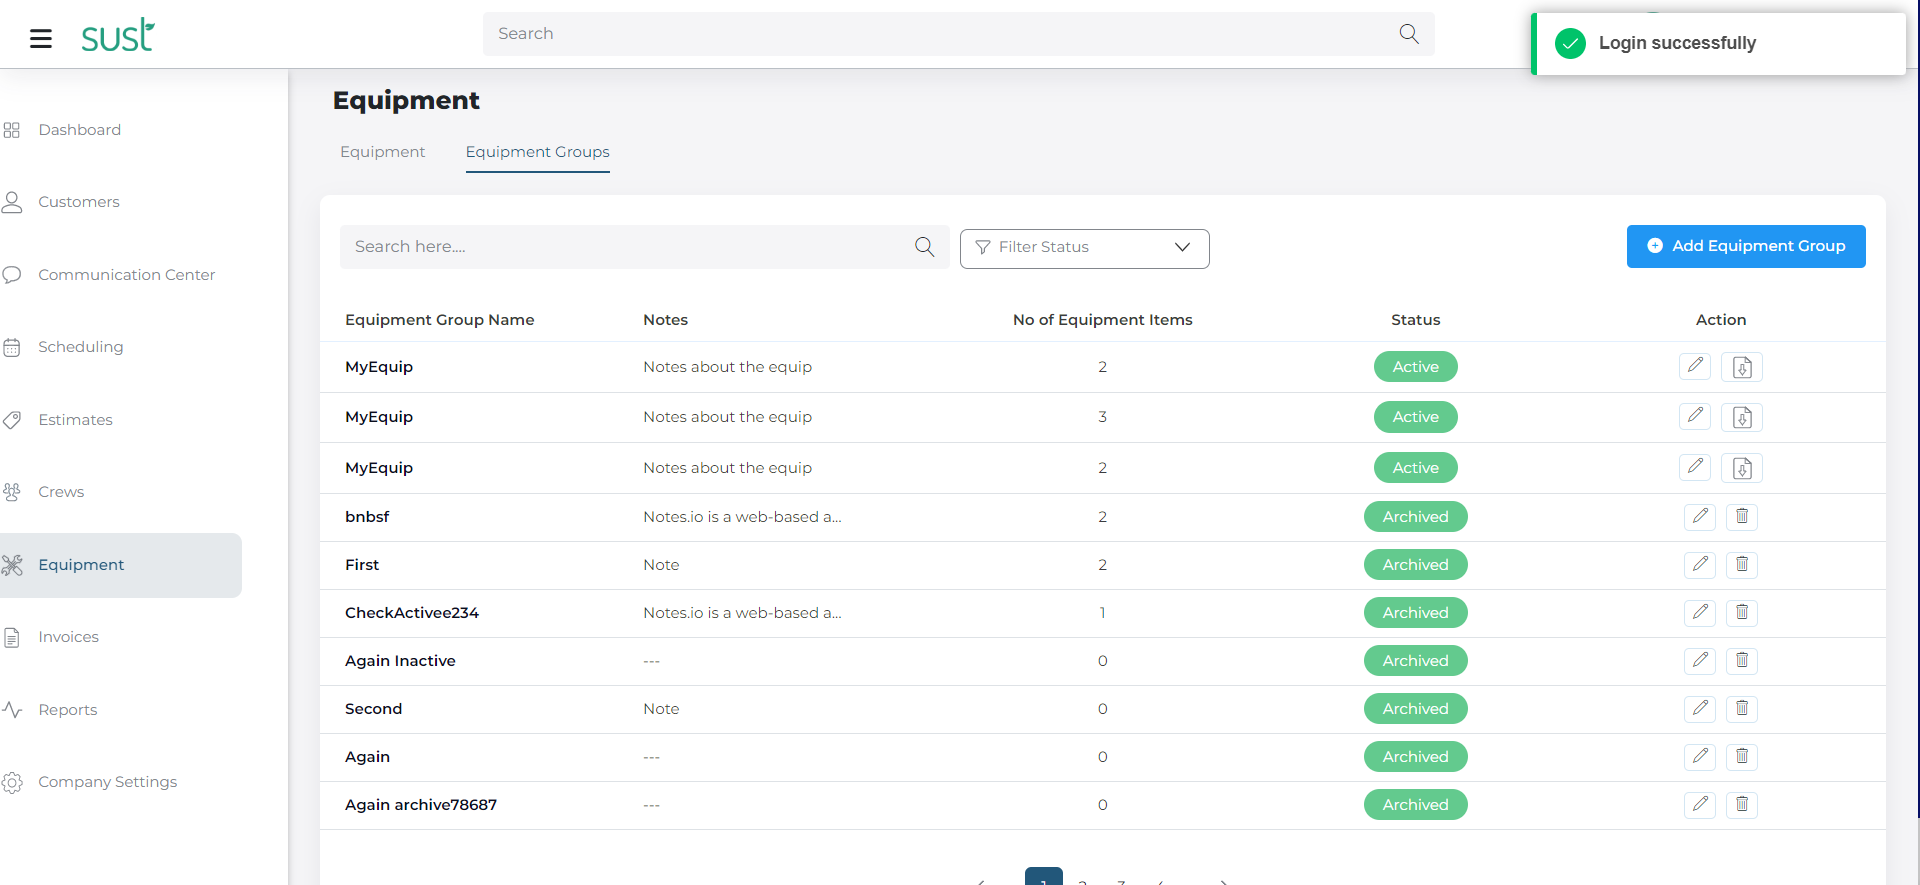 sust
Search
Login successfully
Equipment
Dashboard
Customers
Communication Center
Scheduling
Estimates
Crews
Equipment
Invoices
Reports
Company Settings
Equipment Equipment Groups
Search here.... Filter Status Add Equipment Group
Equipment Group Name Notes No of Equipment Items Status Action
MyEquip Notes about the equip 2 Active
MyEquip Notes about the equip 3 Active
MyEquip Notes about the equip 2 Active
bnbsf Notes.io is a web-based a... 2 Archived
First Note 2 Archived
CheckActivee234 Notes.io is a web-based a... 1 Archived
Again Inactive --- 0 Archived
Second Note 0 Archived
Again --- 0 Archived
Again archive78687 --- 0 Archived
1 2 3 4